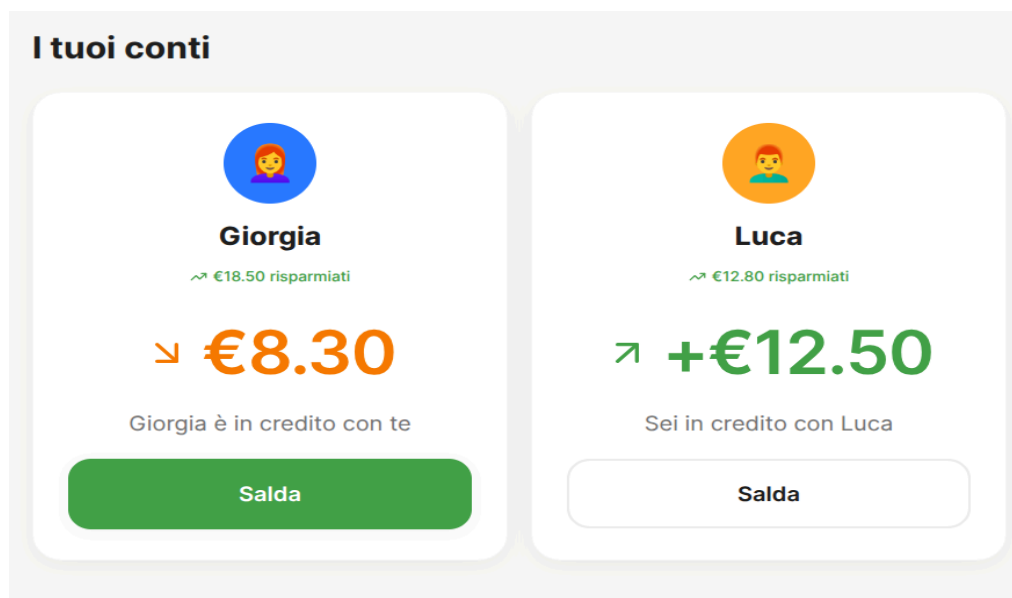 I tuoi conti
Giorgia
€18.50 risparmiati
€8.30
Giorgia è in credito con te
Salda
Luca
€12.80 risparmiati
+€12.50
Sei in credito con Luca
Salda